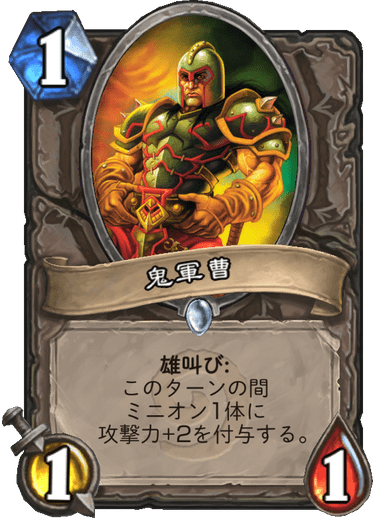 1
鬼軍曹
雄叫び:
このターンの間
ミニオン1体に
攻撃力+2を付与する。
1
1